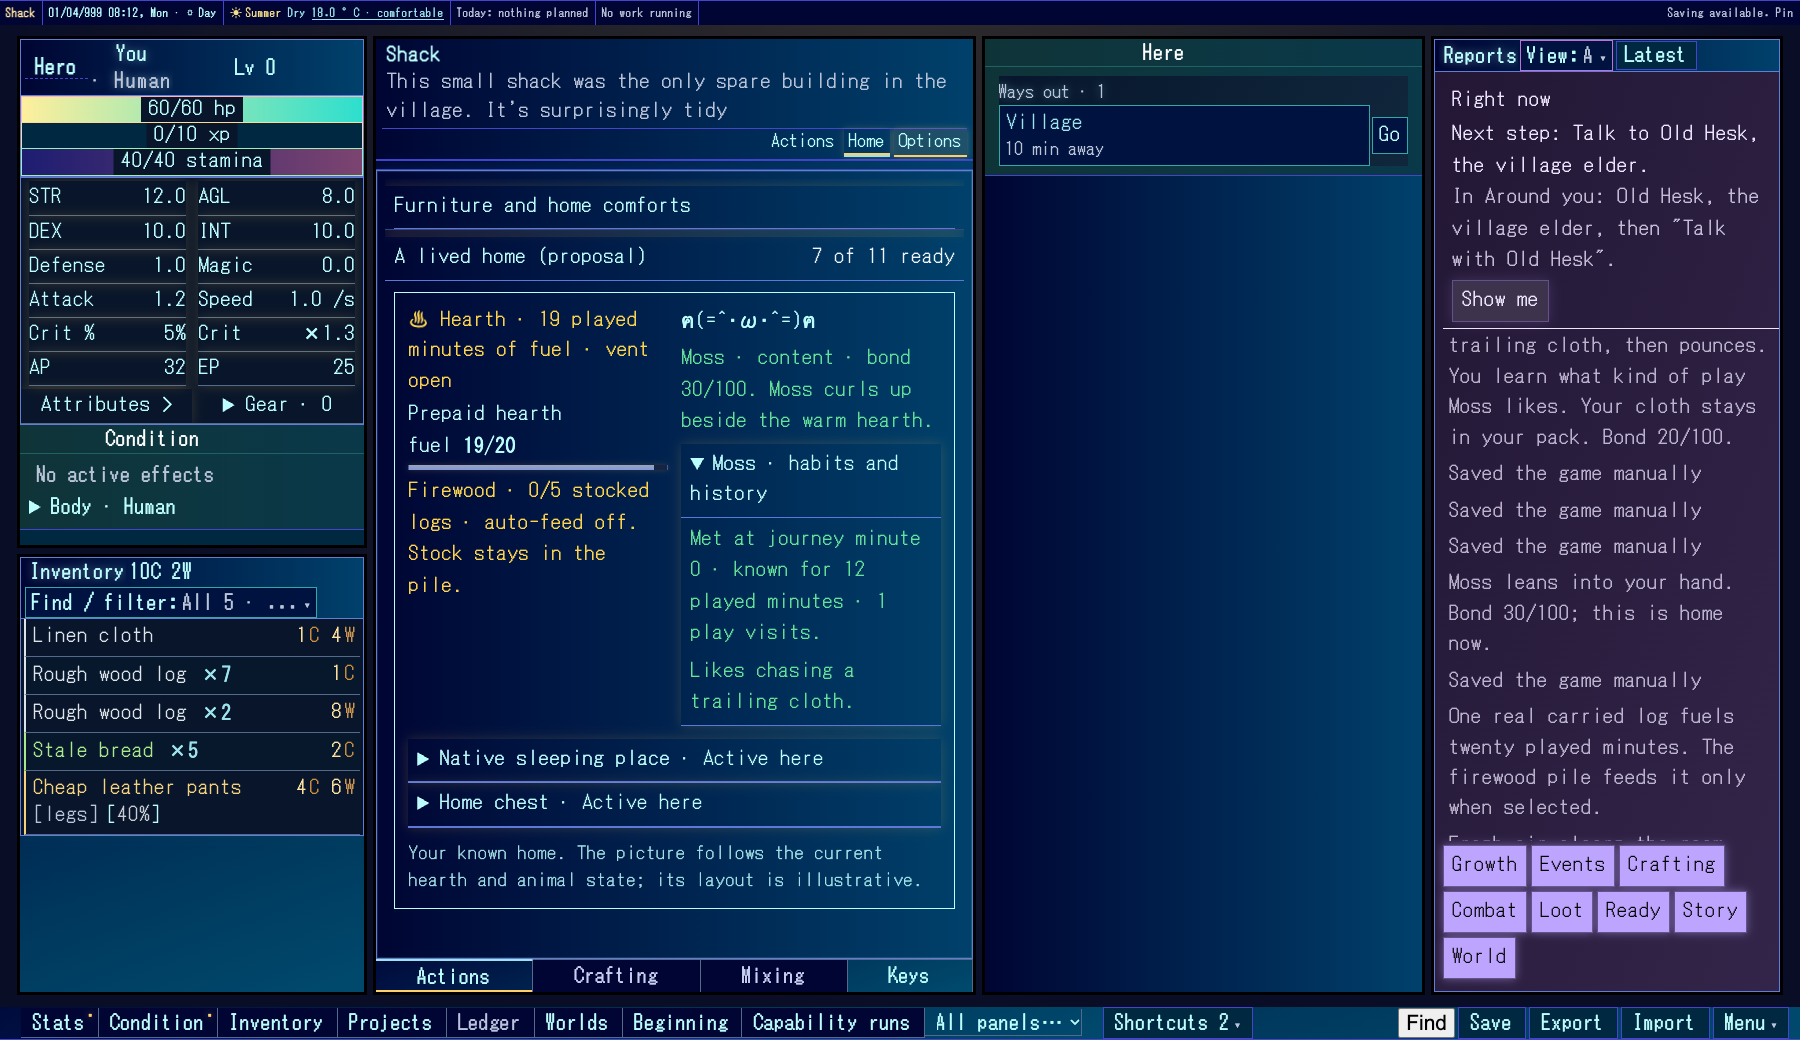 Shack
01/04/999 08:12, Mon · ☼ Day
☀ Summer Dry 18.0 ° C · comfortable
Today: nothing planned
No work running
Saving available. Pin
Hero · You Human Lv 0
60/60 hp
0/10 xp
40/40 stamina
STR 12.0 AGL 8.0
DEX 10.0 INT 10.0
Defense 1.0 Magic 0.0
Attack 1.2 Speed 1.0 /s
Crit % 5% Crit ×1.3
AP 32 EP 25
Attributes > ▶ Gear · 0
Condition
No active effects
▶ Body · Human
Inventory 10C 2W
Find / filter: All 5 · ... ▾
Linen cloth 1C 4W
Rough wood log ×7 1C
Rough wood log ×2 8W
Stale bread ×5 2C
Cheap leather pants 4C 6W
[legs] [40%]
Shack
This small shack was the only spare building in the
village. It's surprisingly tidy
Actions Home Options
Furniture and home comforts
A lived home (proposal) 7 of 11 ready
♨ Hearth · 19 played
minutes of fuel · vent
open
Prepaid hearth
fuel 19/20
Firewood · 0/5 stocked
logs · auto-feed off.
Stock stays in the
pile.
ฅ(=^･ω･^=)ฅ
Moss · content · bond
30/100. Moss curls up
beside the warm hearth.
▼ Moss · habits and
history
Met at journey minute
0 · known for 12
played minutes · 1
play visits.
Likes chasing a
trailing cloth.
▶ Native sleeping place · Active here
▶ Home chest · Active here
Your known home. The picture follows the current
hearth and animal state; its layout is illustrative.
Actions Crafting Mixing Keys
Here
Ways out · 1
Village
10 min away
Go
Reports View: A ▾ Latest
Right now
Next step: Talk to Old Hesk,
the village elder.
In Around you: Old Hesk, the
village elder, then "Talk
with Old Hesk".
Show me
trailing cloth, then pounces.
You learn what kind of play
Moss likes. Your cloth stays
in your pack. Bond 20/100.
Saved the game manually
Saved the game manually
Saved the game manually
Moss leans into your hand.
Bond 30/100; this is home
now.
Saved the game manually
One real carried log fuels
twenty played minutes. The
firewood pile feeds it only
when selected.
Growth Events Crafting
Combat Loot Ready Story
World
Stats Condition Inventory Projects Ledger Worlds Beginning Capability runs All panels… Shortcuts 2 ▾ Find Save Export Import Menu ▾